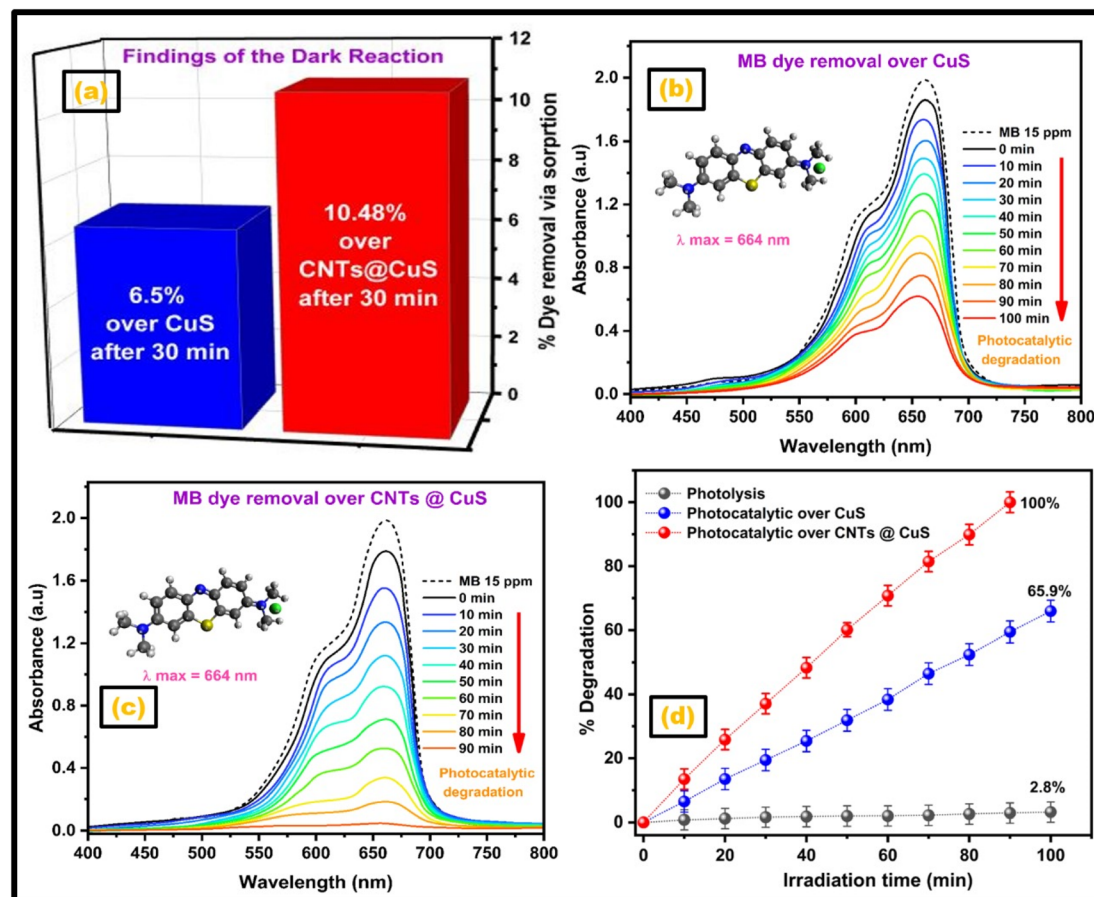 Findings of the Dark Reaction
(a)
6.5%
over CuS
after 30 min
10.48%
over
CNTs@CuS
after 30 min
12
10
8
6
4
2
0
% Dye removal via sorprtion
MB dye removal over CuS
(b)
2.0
1.6
1.2
0.8
0.4
0.0
Absorbance (a.u)
λ max = 664 nm
MB 15 ppm
0 min
10 min
20 min
30 min
40 min
50 min
60 min
70 min
80 min
90 min
100 min
Photocatalytic
degradation
400 450 500 550 600 650 700 750 800
Wavelength (nm)
MB dye removal over CNTs @ CuS
2.0
1.6
1.2
0.8
0.4
0.0
Absorbance (a.u)
λ max = 664 nm
(c)
MB 15 ppm
0 min
10 min
20 min
30 min
40 min
50 min
60 min
70 min
80 min
90 min
Photocatalytic
degradation
400 450 500 550 600 650 700 750 800
Wavelength (nm)
Photolysis
Photocatalytic over CuS
Photocatalytic over CNTs @ CuS
100
80
60
40
20
0
% Degradation
100%
65.9%
2.8%
(d)
0 20 40 60 80 100
Irradiation time (min)